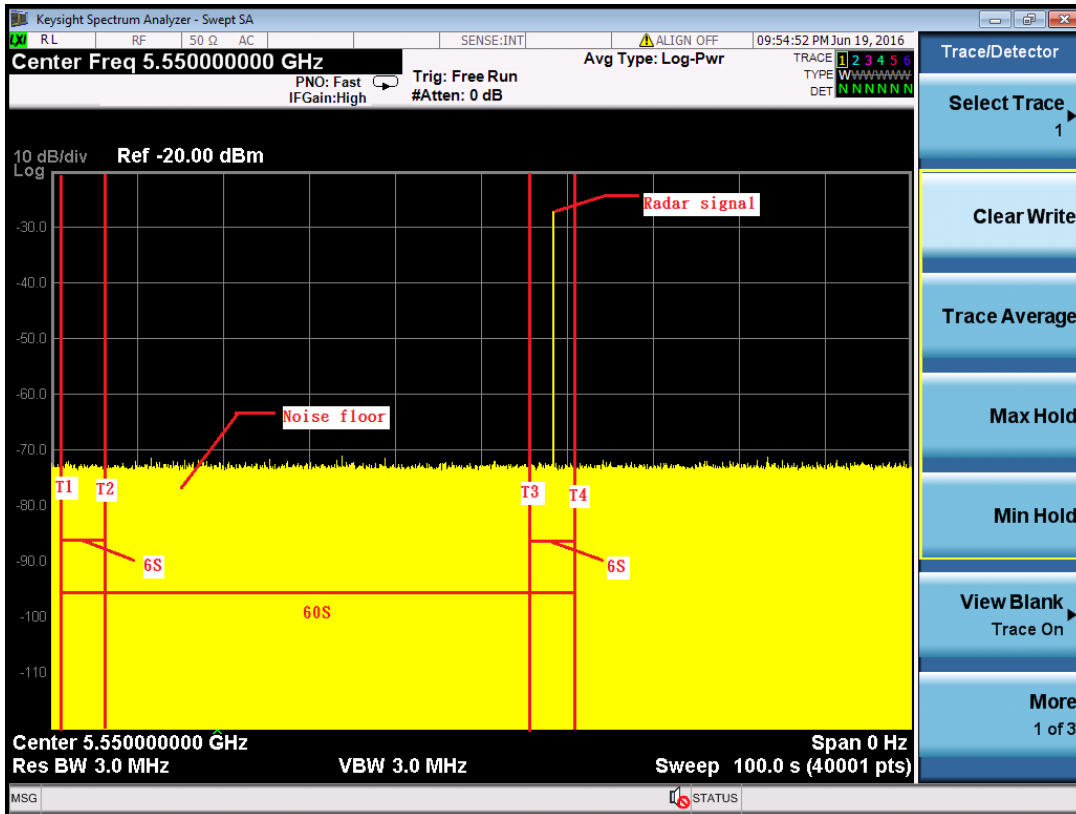 Keysight Spectrum Analyzer - Swept SA
LXI RL RF 50 Ω AC SENSE:INT ALIGN OFF 09:54:52 PM Jun 19, 2016
Center Freq 5.550000000 GHz
PNO: Fast
IFGain:High
Trig: Free Run
#Atten: 0 dB
Avg Type: Log-Pwr
TRACE 1 2 3 4 5 6
TYPE WWWWWW
DET N N N N N N
10 dB/div Ref -20.00 dBm
Log
-30.0
-40.0
-50.0
-60.0
-70.0
-80.0
-90.0
-100
-110
Radar signal
Noise floor
T1
T2
T3
T4
6S
6S
60S
Center 5.550000000 GHz
Span 0 Hz
Res BW 3.0 MHz
VBW 3.0 MHz
Sweep 100.0 s (40001 pts)
MSG
STATUS
Trace/Detector
Select Trace
1
Clear Write
Trace Average
Max Hold
Min Hold
View Blank
Trace On
More
1 of 3